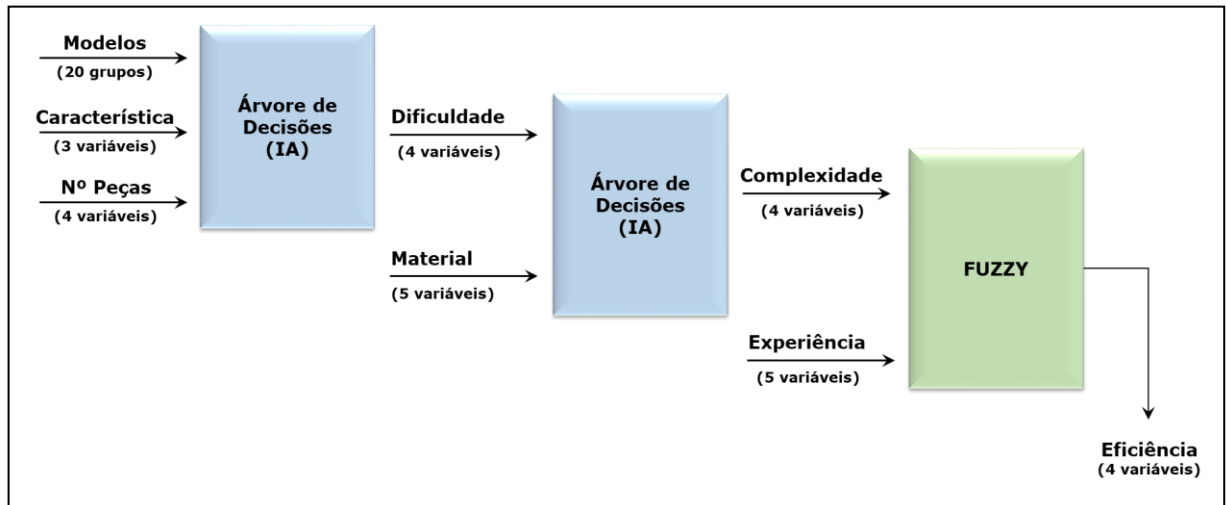 Modelos
(20 grupos)
Característica
(3 variáveis)
Nº Peças
(4 variáveis)
Árvore de
Decisões
(IA)
Dificuldade
(4 variáveis)
Material
(5 variáveis)
Árvore de
Decisões
(IA)
Complexidade
(4 variáveis)
Experiência
(5 variáveis)
FUZZY
Eficiência
(4 variáveis)